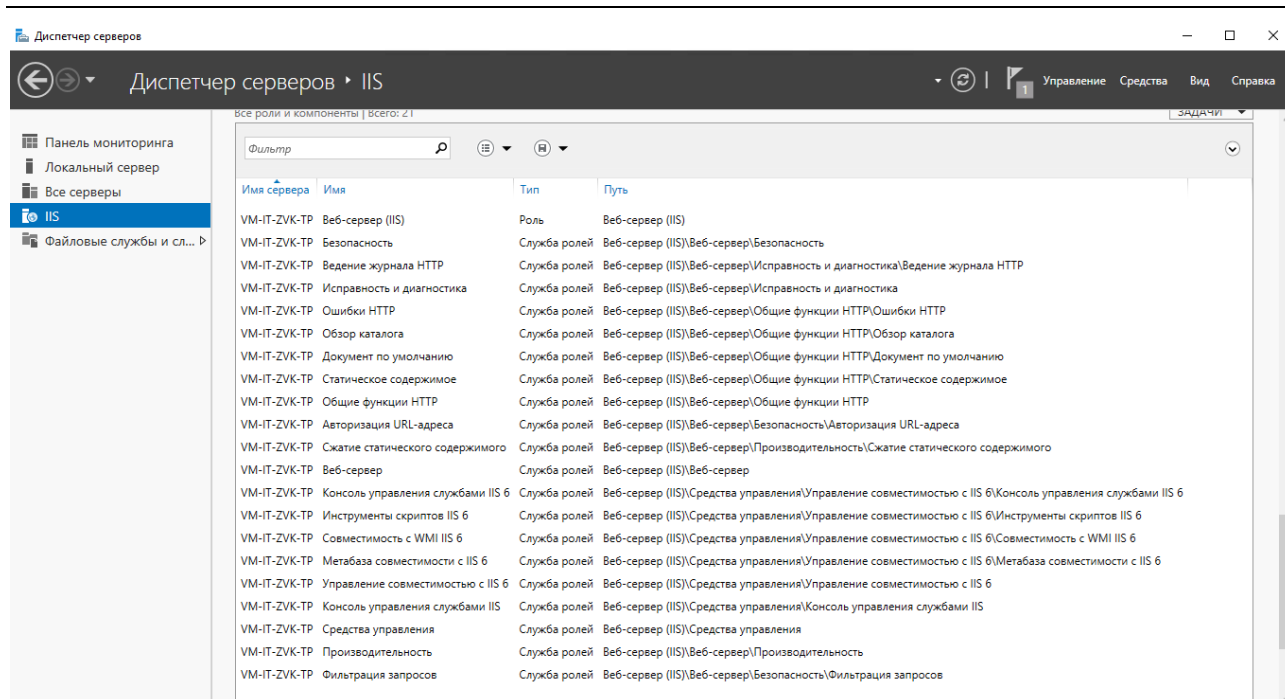 Диспетчер серверов
Диспетчер серверов ‣ IIS
1 Управление Средства Вид Справка
Панель мониторинга
Локальный сервер
Все серверы
IIS
Файловые службы и сл...
Все роли и компоненты | Всего: 21 ЗАДАЧИ
Фильтр
Имя сервера Имя Тип Путь
VM-IT-ZVK-TP Веб-сервер (IIS) Роль Веб-сервер (IIS)
VM-IT-ZVK-TP Безопасность Служба ролей Веб-сервер (IIS)\Веб-сервер\Безопасность
VM-IT-ZVK-TP Ведение журнала HTTP Служба ролей Веб-сервер (IIS)\Веб-сервер\Исправность и диагностика\Ведение журнала HTTP
VM-IT-ZVK-TP Исправность и диагностика Служба ролей Веб-сервер (IIS)\Веб-сервер\Исправность и диагностика
VM-IT-ZVK-TP Ошибки HTTP Служба ролей Веб-сервер (IIS)\Веб-сервер\Общие функции HTTP\Ошибки HTTP
VM-IT-ZVK-TP Обзор каталога Служба ролей Веб-сервер (IIS)\Веб-сервер\Общие функции HTTP\Обзор каталога
VM-IT-ZVK-TP Документ по умолчанию Служба ролей Веб-сервер (IIS)\Веб-сервер\Общие функции HTTP\Документ по умолчанию
VM-IT-ZVK-TP Статическое содержимое Служба ролей Веб-сервер (IIS)\Веб-сервер\Общие функции HTTP\Статическое содержимое
VM-IT-ZVK-TP Общие функции HTTP Служба ролей Веб-сервер (IIS)\Веб-сервер\Общие функции HTTP
VM-IT-ZVK-TP Авторизация URL-адреса Служба ролей Веб-сервер (IIS)\Веб-сервер\Безопасность\Авторизация URL-адреса
VM-IT-ZVK-TP Сжатие статического содержимого Служба ролей Веб-сервер (IIS)\Веб-сервер\Производительность\Сжатие статического содержимого
VM-IT-ZVK-TP Веб-сервер Служба ролей Веб-сервер (IIS)\Веб-сервер
VM-IT-ZVK-TP Консоль управления службами IIS 6 Служба ролей Веб-сервер (IIS)\Средства управления\Управление совместимостью с IIS 6\Консоль управления службами IIS 6
VM-IT-ZVK-TP Инструменты скриптов IIS 6 Служба ролей Веб-сервер (IIS)\Средства управления\Управление совместимостью с IIS 6\Инструменты скриптов IIS 6
VM-IT-ZVK-TP Совместимость с WMI IIS 6 Служба ролей Веб-сервер (IIS)\Средства управления\Управление совместимостью с IIS 6\Совместимость с WMI IIS 6
VM-IT-ZVK-TP Метабаза совместимости с IIS 6 Служба ролей Веб-сервер (IIS)\Средства управления\Управление совместимостью с IIS 6\Метабаза совместимости с IIS 6
VM-IT-ZVK-TP Управление совместимостью с IIS 6 Служба ролей Веб-сервер (IIS)\Средства управления\Управление совместимостью с IIS 6
VM-IT-ZVK-TP Консоль управления службами IIS Служба ролей Веб-сервер (IIS)\Средства управления\Консоль управления службами IIS
VM-IT-ZVK-TP Средства управления Служба ролей Веб-сервер (IIS)\Средства управления
VM-IT-ZVK-TP Производительность Служба ролей Веб-сервер (IIS)\Веб-сервер\Производительность
VM-IT-ZVK-TP Фильтрация запросов Служба ролей Веб-сервер (IIS)\Веб-сервер\Безопасность\Фильтрация запросов